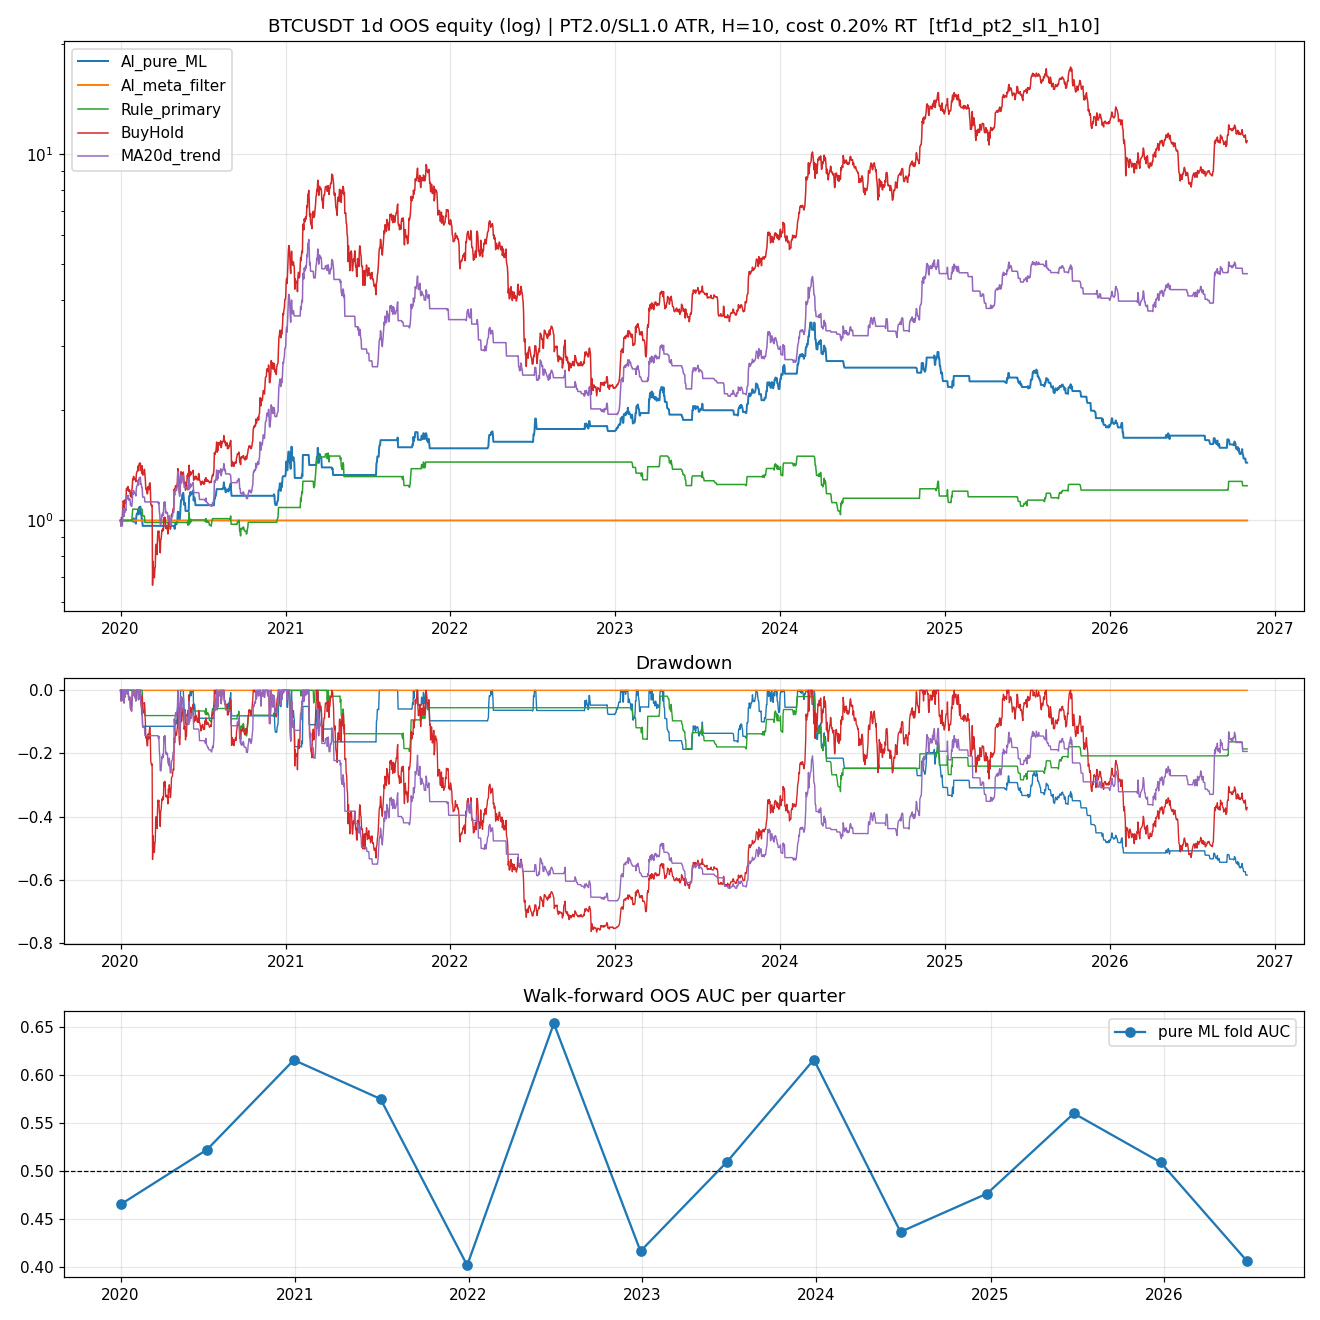 BTCUSDT 1d OOS equity (log) | PT2.0/SL1.0 ATR, H=10, cost 0.20% RT  [tf1d_pt2_sl1_h10]
AI_pure_ML
AI_meta_filter
Rule_primary
BuyHold
MA20d_trend
10¹
10⁰
2020 2021 2022 2023 2024 2025 2026 2027
Drawdown
0.0
−0.2
−0.4
−0.6
−0.8
2020 2021 2022 2023 2024 2025 2026 2027
Walk-forward OOS AUC per quarter
pure ML fold AUC
0.65
0.60
0.55
0.50
0.45
0.40
2020 2021 2022 2023 2024 2025 2026